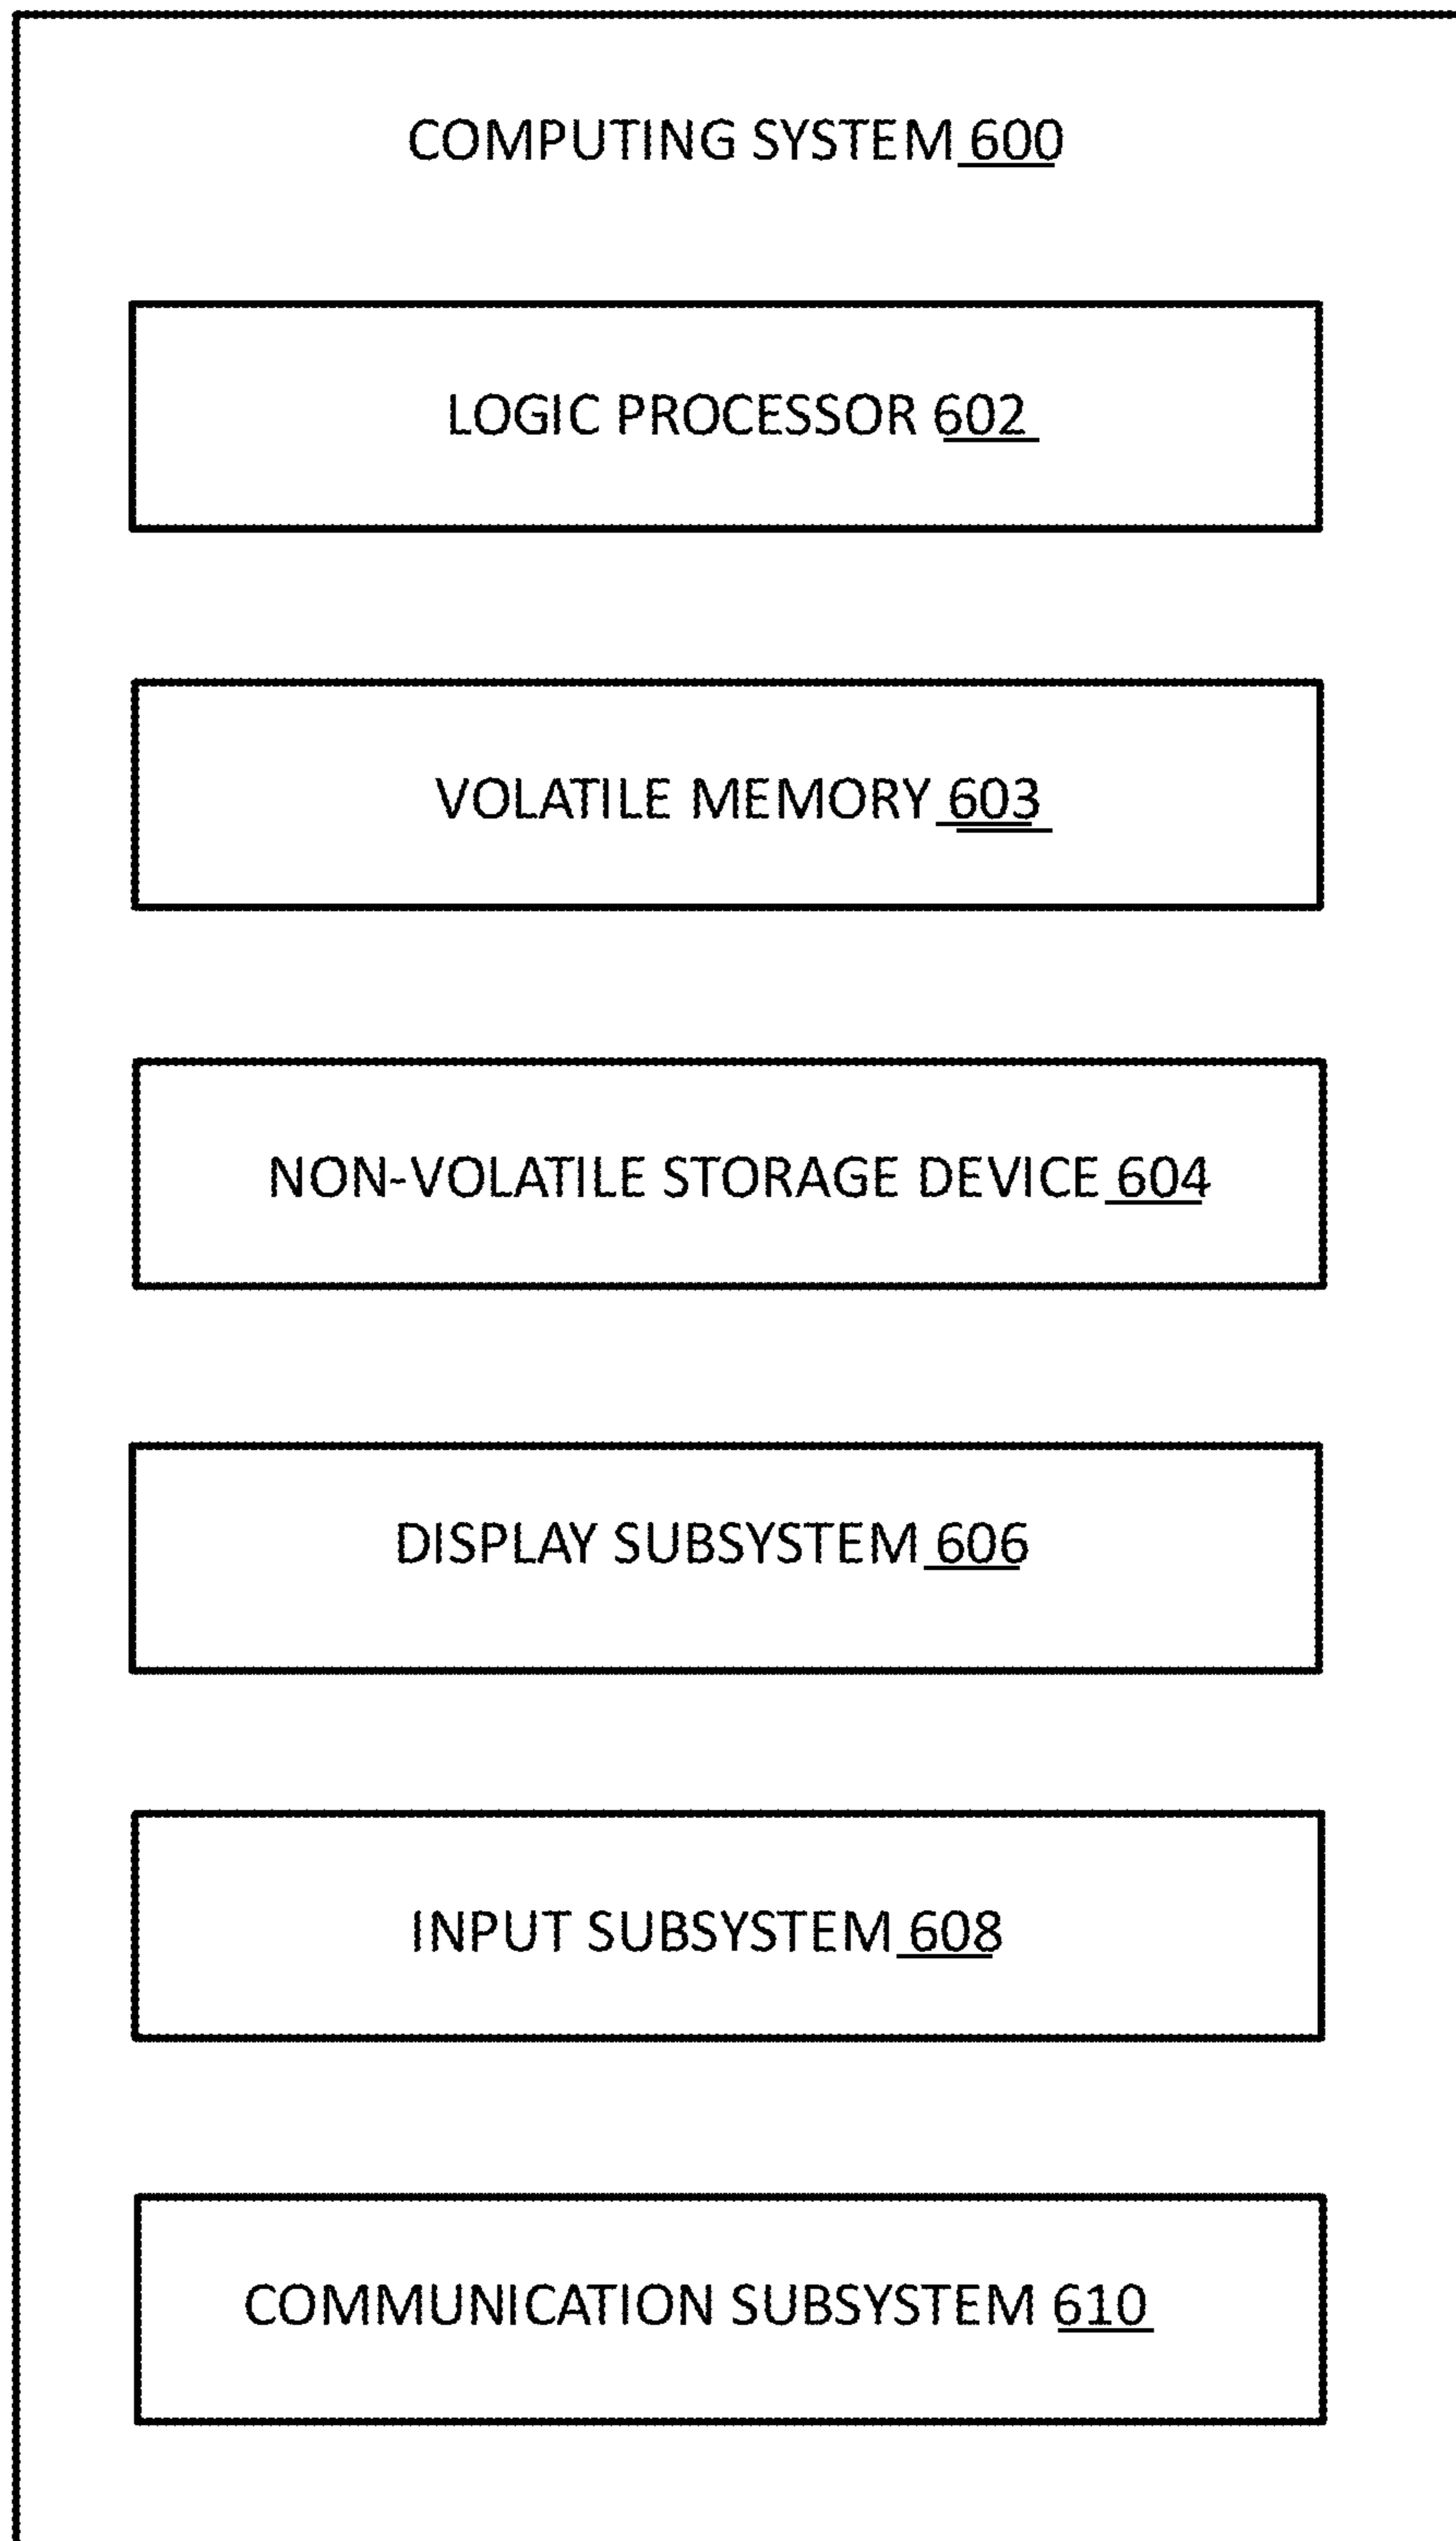 COMPUTING SYSTEM 600
LOGIC PROCESSOR 602
VOLATILE MEMORY 603
NON-VOLATILE STORAGE DEVICE 604
DISPLAY SUBSYSTEM 606
INPUT SUBSYSTEM 608
COMMUNICATION SUBSYSTEM 610